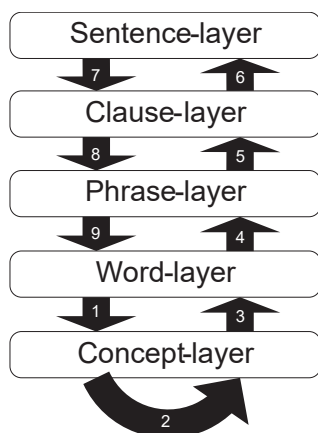 Sentence-layer
7 6
Clause-layer
8 5
Phrase-layer
9 4
Word-layer
1 3
Concept-layer
2